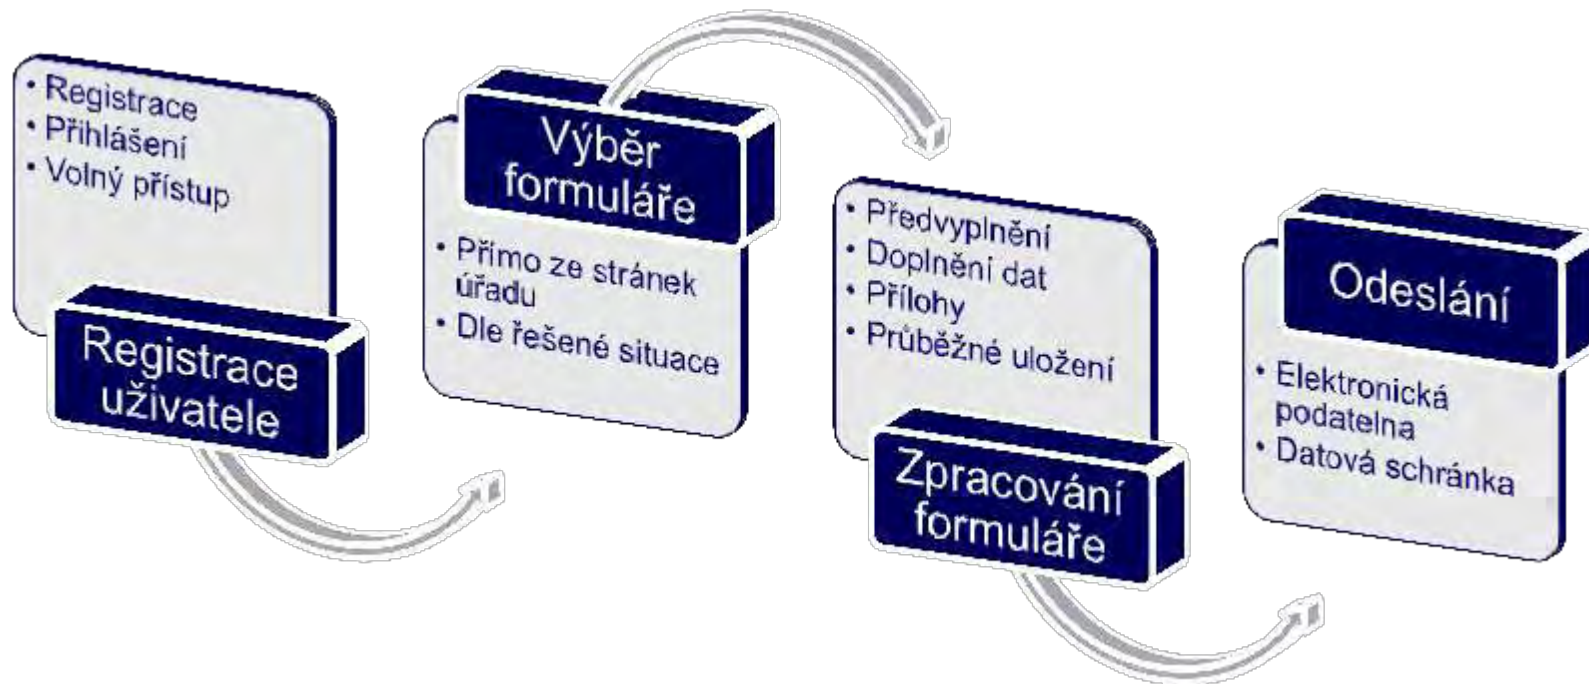 • Registrace
• Přihlášení
• Volný přístup
Registrace
uživatele
Výběr
formuláře
• Přímo ze stránek
úřadu
• Dle řešené situace
• Předvyplnění
• Doplnění dat
• Přílohy
• Průběžné uložení
Zpracování
formuláře
Odeslání
• Elektronická
podatelna
• Datová schránka